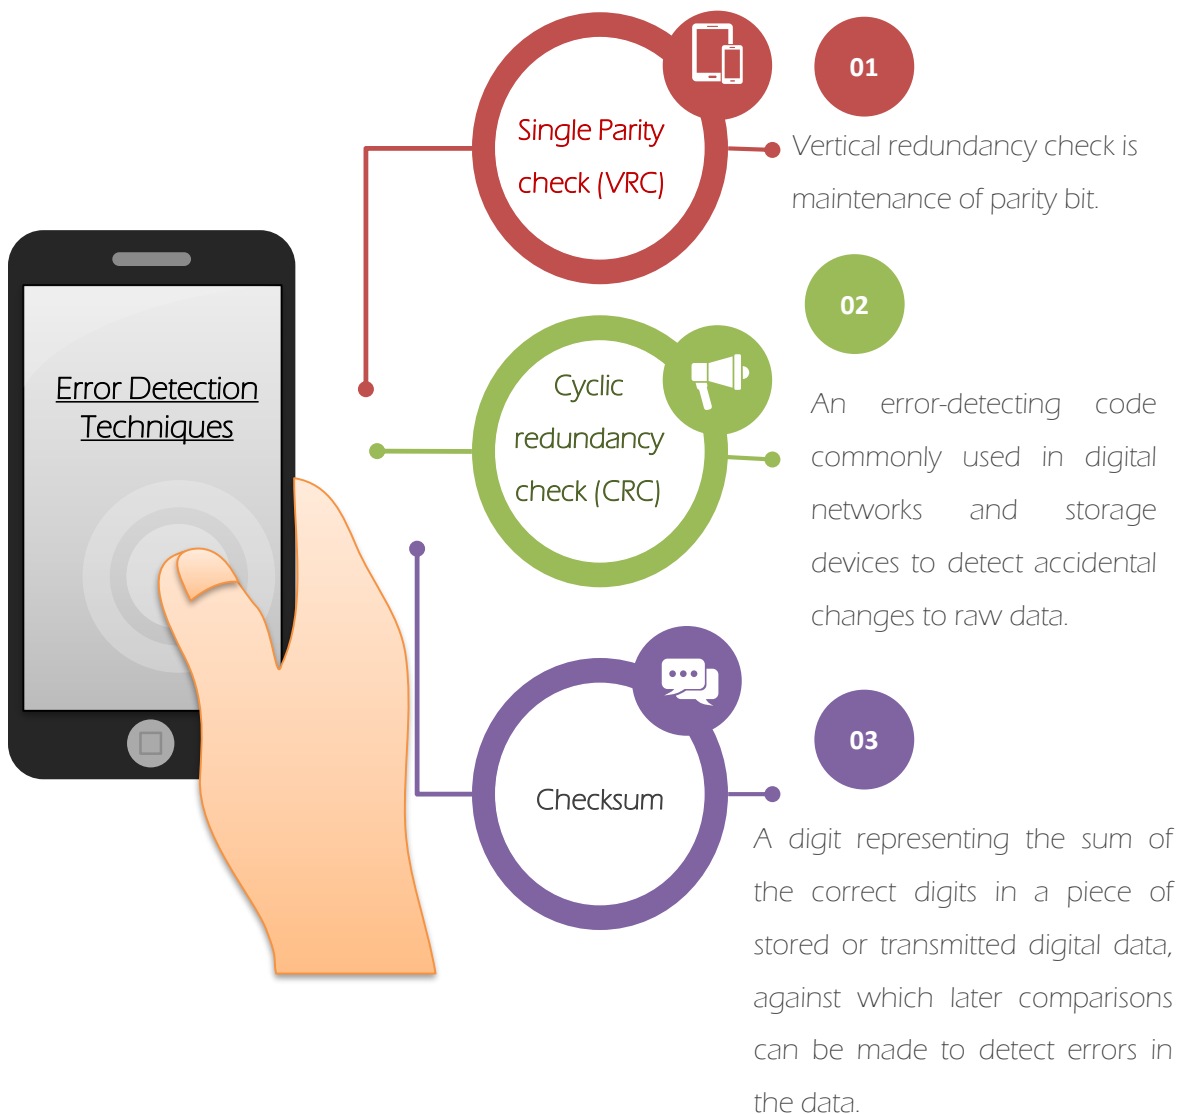 Error Detection
Techniques
Single Parity
check (VRC)
01
Vertical redundancy check is
maintenance of parity bit.
Cyclic
redundancy
check (CRC)
02
An error-detecting code
commonly used in digital
networks and storage
devices to detect accidental
changes to raw data.
Checksum
03
A digit representing the sum of
the correct digits in a piece of
stored or transmitted digital data,
against which later comparisons
can be made to detect errors in
the data.